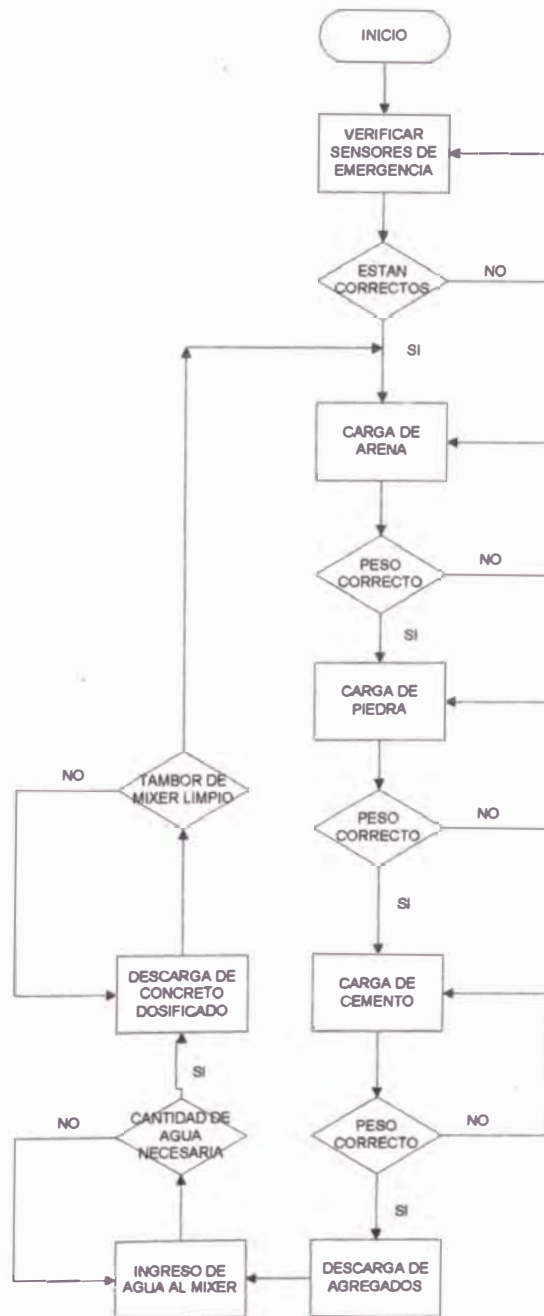 INICIO
VERIFICAR
SENSORES DE
EMERGENCIA
ESTAN
CORRECTOS
NO
SI
CARGA DE
ARENA
PESO
CORRECTO
NO
SI
CARGA DE
PIEDRA
PESO
CORRECTO
NO
SI
CARGA DE
CEMENTO
PESO
CORRECTO
NO
SI
DESCARGA DE
AGREGADOS
INGRESO DE
AGUA AL MIXER
CANTIDAD DE
AGUA
NECESARIA
NO
SI
DESCARGA DE
CONCRETO
DOSIFICADO
TAMBOR DE
MIXER LIMPIO
NO